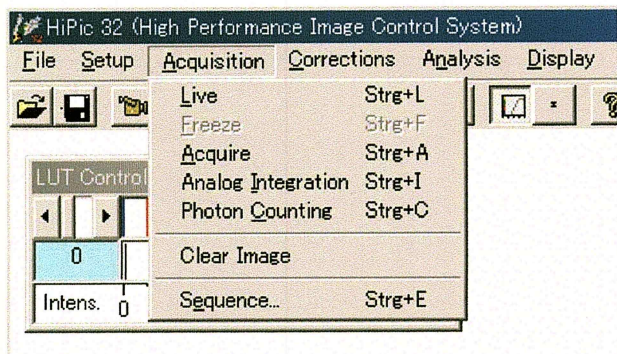 HiPic 32 (High Performance Image Control System)
File Setup Acquisition Corrections Analysis Display
Live Strg+L
Freeze Strg+F
Acquire Strg+A
Analog Integration Strg+I
Photon Counting Strg+C
Clear Image
Sequence... Strg+E
LUT Control
0
Intens. 0